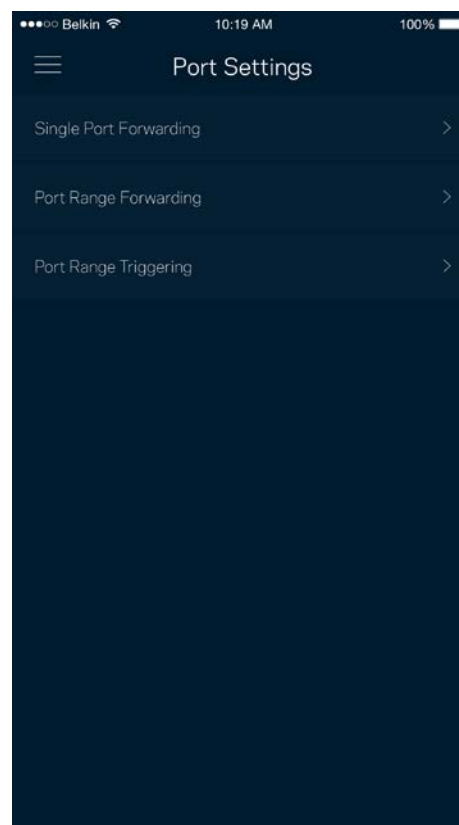 Belkin 10:19 AM 100%
Port Settings
Single Port Forwarding
Port Range Forwarding
Port Range Triggering